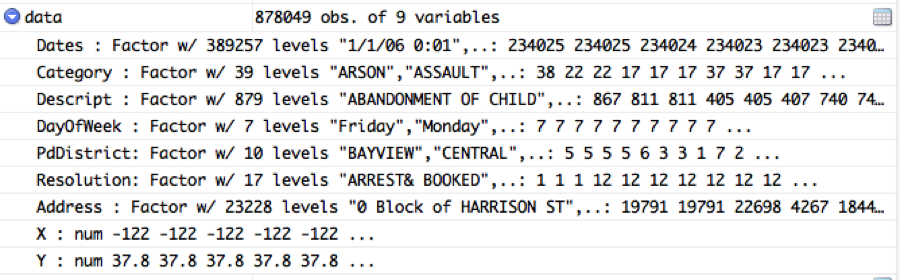 data 878049 obs. of 9 variables
Dates : Factor w/ 389257 levels "1/1/06 0:01",..: 234025 234025 234024 234023 234023 2340…
Category : Factor w/ 39 levels "ARSON","ASSAULT",..: 38 22 22 17 17 17 37 37 17 17 ...
Descript : Factor w/ 879 levels "ABANDONMENT OF CHILD",..: 867 811 811 405 405 407 740 74…
DayOfWeek : Factor w/ 7 levels "Friday","Monday",..: 7 7 7 7 7 7 7 7 7 7 ...
PdDistrict: Factor w/ 10 levels "BAYVIEW","CENTRAL",..: 5 5 5 5 6 3 3 1 7 2 ...
Resolution: Factor w/ 17 levels "ARREST& BOOKED",..: 1 1 1 12 12 12 12 12 12 12 ...
Address : Factor w/ 23228 levels "0 Block of HARRISON ST",..: 19791 19791 22698 4267 1844…
X : num -122 -122 -122 -122 -122 ...
Y : num 37.8 37.8 37.8 37.8 37.8 ...